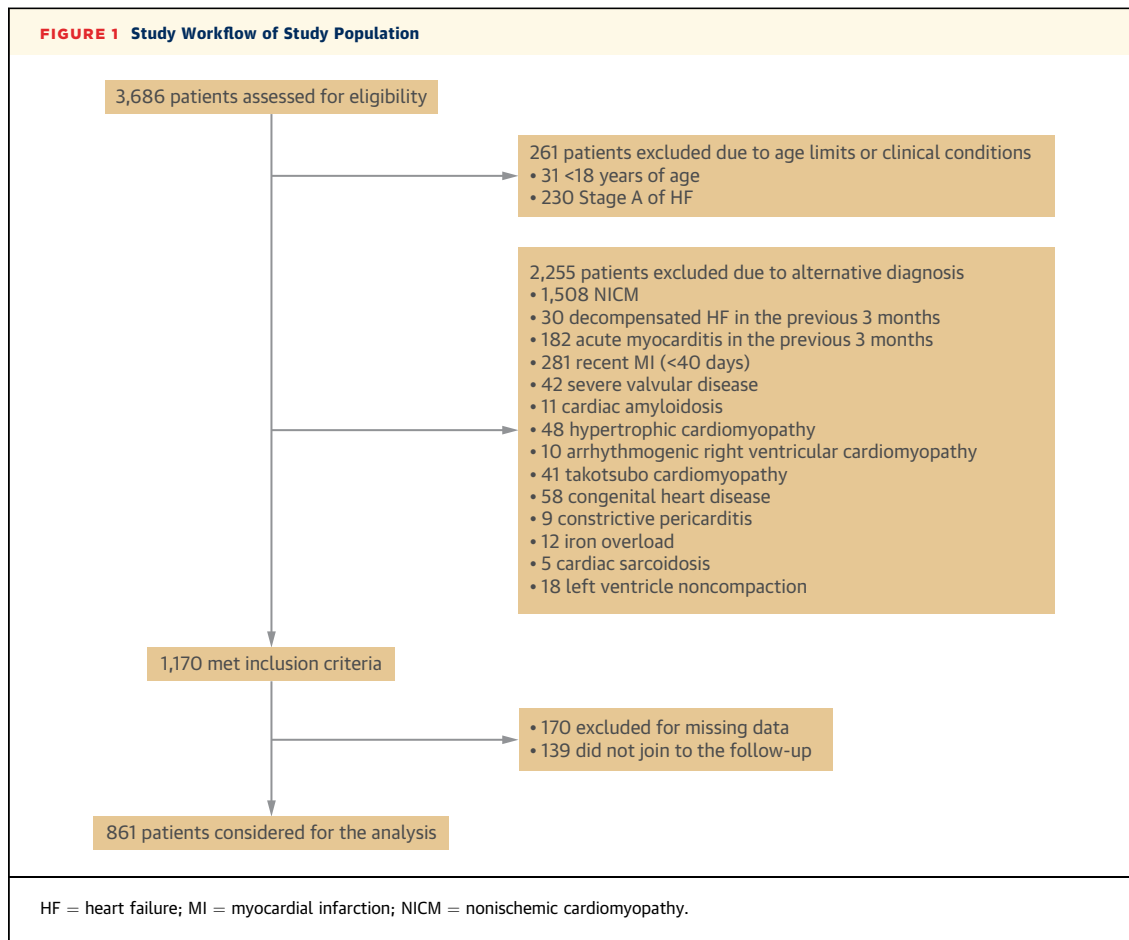 FIGURE 1 Study Workflow of Study Population
3,686 patients assessed for eligibility
261 patients excluded due to age limits or clinical conditions
• 31 <18 years of age
• 230 Stage A of HF
2,255 patients excluded due to alternative diagnosis
• 1,508 NICM
• 30 decompensated HF in the previous 3 months
• 182 acute myocarditis in the previous 3 months
• 281 recent MI (<40 days)
• 42 severe valvular disease
• 11 cardiac amyloidosis
• 48 hypertrophic cardiomyopathy
• 10 arrhythmogenic right ventricular cardiomyopathy
• 41 takotsubo cardiomyopathy
• 58 congenital heart disease
• 9 constrictive pericarditis
• 12 iron overload
• 5 cardiac sarcoidosis
• 18 left ventricle noncompaction
1,170 met inclusion criteria
• 170 excluded for missing data
• 139 did not join to the follow-up
861 patients considered for the analysis
HF = heart failure; MI = myocardial infarction; NICM = nonischemic cardiomyopathy.